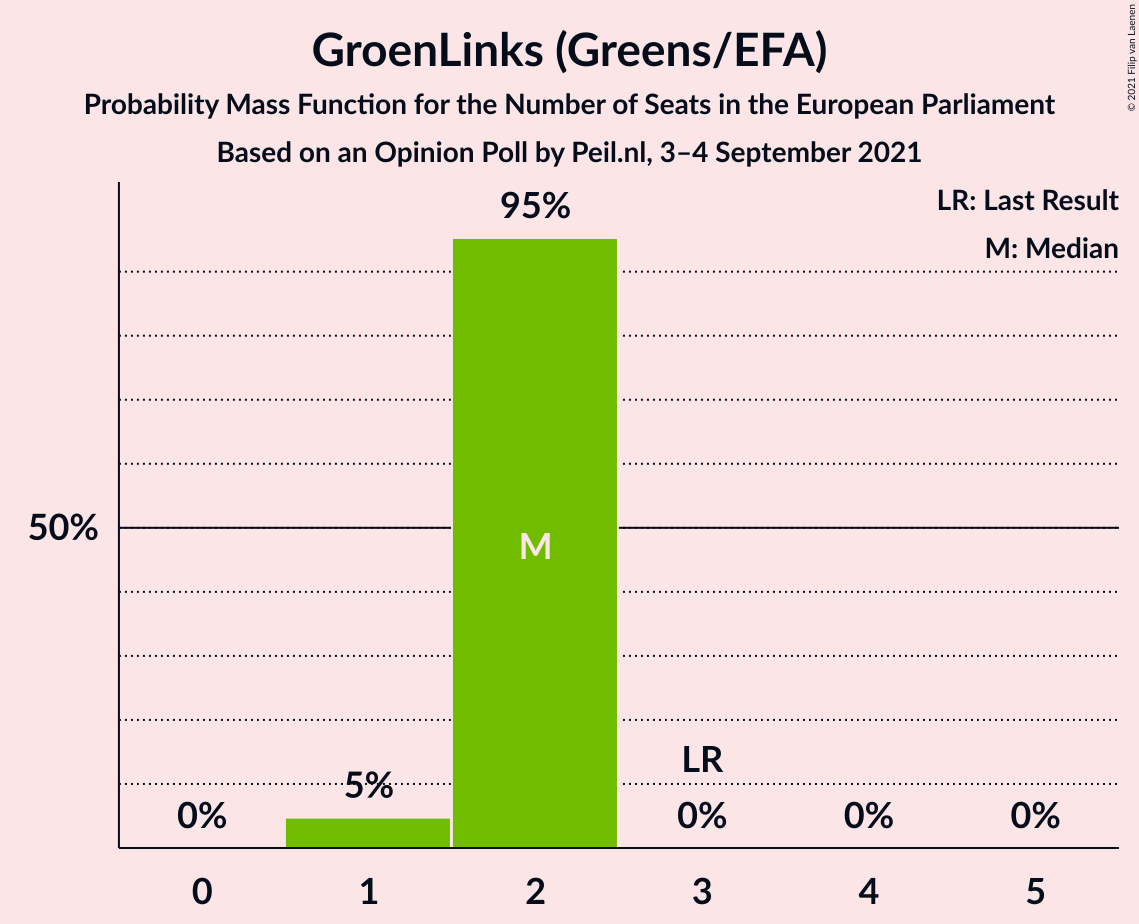 GroenLinks (Greens/EFA)
Probability Mass Function for the Number of Seats in the European Parliament
Based on an Opinion Poll by Peil.nl, 3–4 September 2021
© 2021 Filip van Laenen
LR: Last Result
M: Median
95%
50%
M
LR
0%
5%
0%
0%
0%
0 1 2 3 4 5